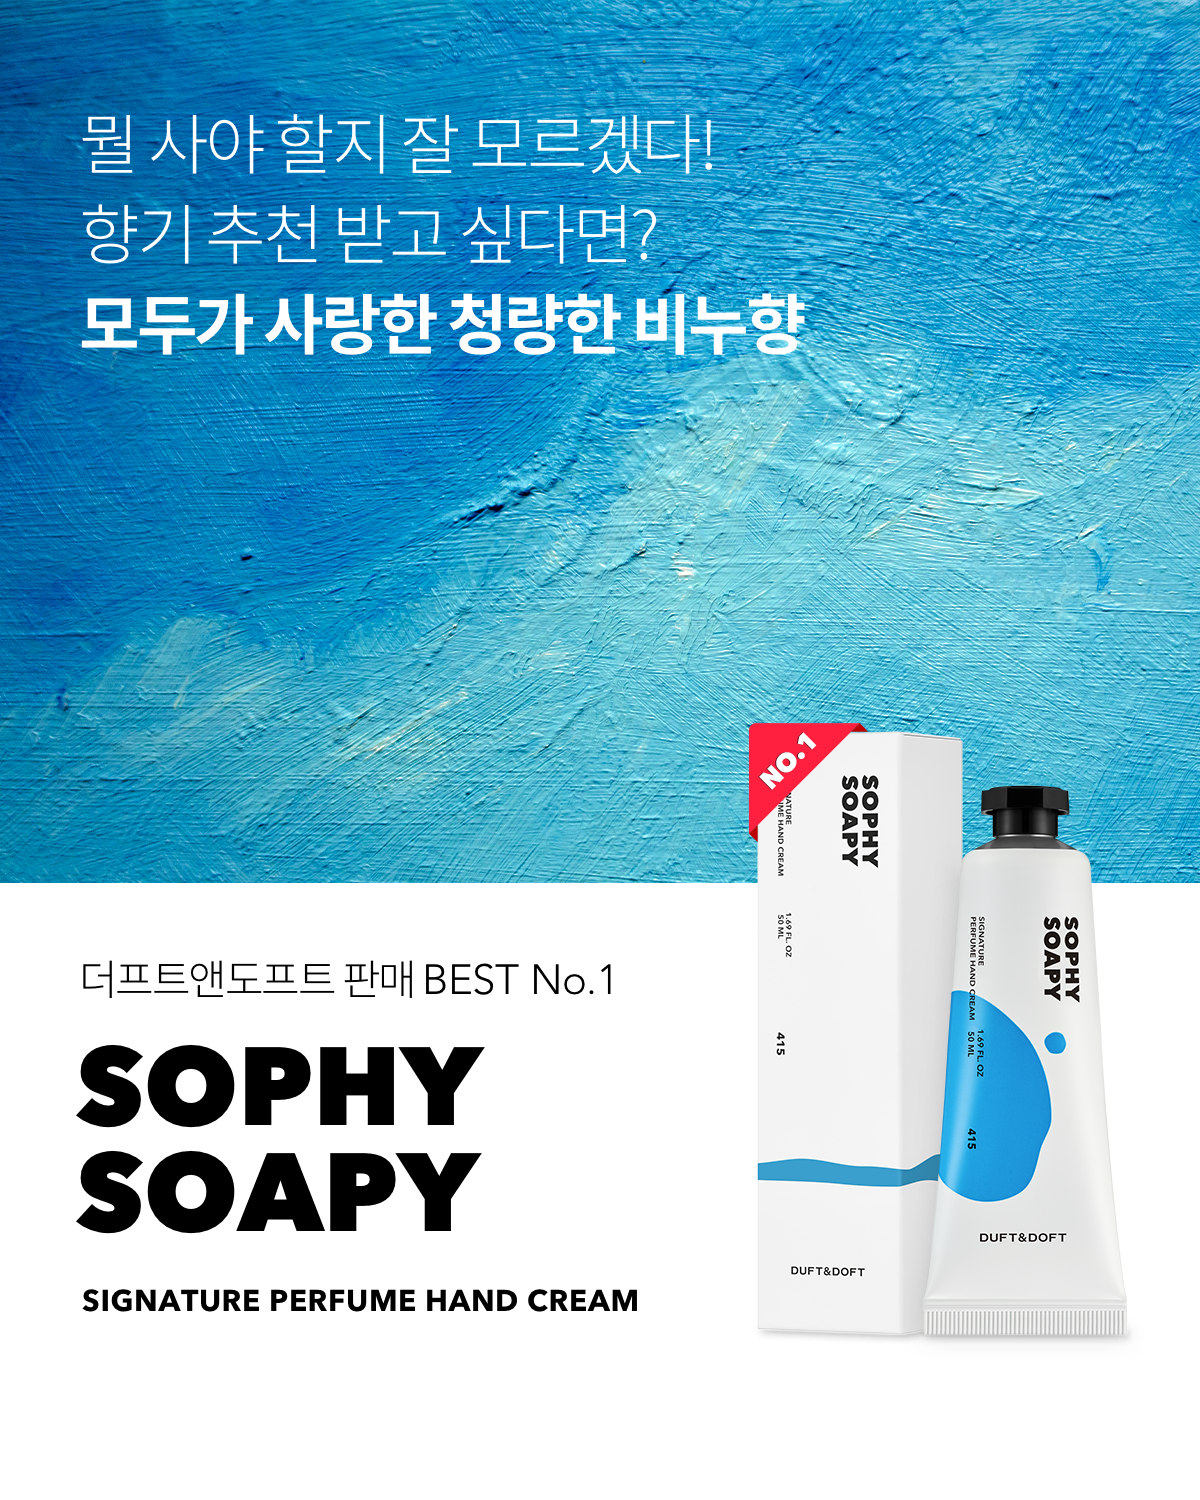 뭘 사야 할지 잘 모르겠다!
향기 추천 받고 싶다면?
모두가 사랑한 청량한 비누향
더프트앤도프트 판매 BEST No.1
SOPHY
SOAPY
SIGNATURE PERFUME HAND CREAM
NO.1
SOPHY
SOAPY
HAND CREAM
1.69 FL. OZ
50 ML
415
DUFT&DOFT
SOPHY
SOAPY
SIGNATURE
PERFUME HAND CREAM
1.69 FL. OZ
50 ML
415
DUFT&DOFT